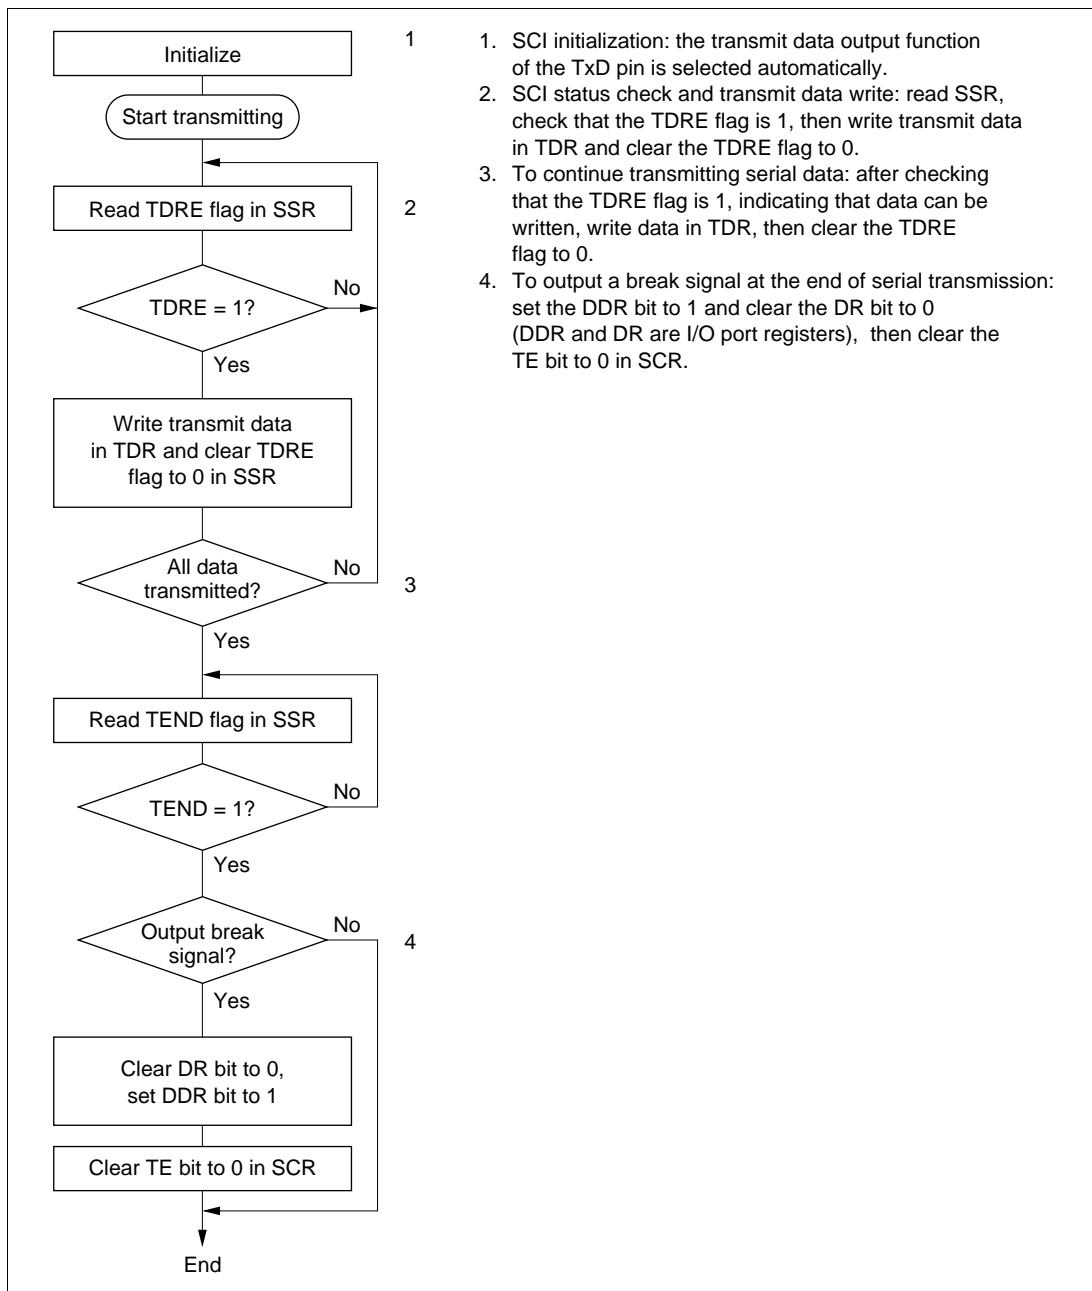 Initialize
1
Start transmitting
Read TDRE flag in SSR
2
TDRE = 1?
No
Yes
Write transmit data
in TDR and clear TDRE
flag to 0 in SSR
All data
transmitted?
No
3
Yes
Read TEND flag in SSR
TEND = 1?
No
Yes
Output break
signal?
No
4
Yes
Clear DR bit to 0,
set DDR bit to 1
Clear TE bit to 0 in SCR
End
1. SCI initialization: the transmit data output function
of the TxD pin is selected automatically.
2. SCI status check and transmit data write: read SSR,
check that the TDRE flag is 1, then write transmit data
in TDR and clear the TDRE flag to 0.
3. To continue transmitting serial data: after checking
that the TDRE flag is 1, indicating that data can be
written, write data in TDR, then clear the TDRE
flag to 0.
4. To output a break signal at the end of serial transmission:
set the DDR bit to 1 and clear the DR bit to 0
(DDR and DR are I/O port registers),  then clear the
TE bit to 0 in SCR.